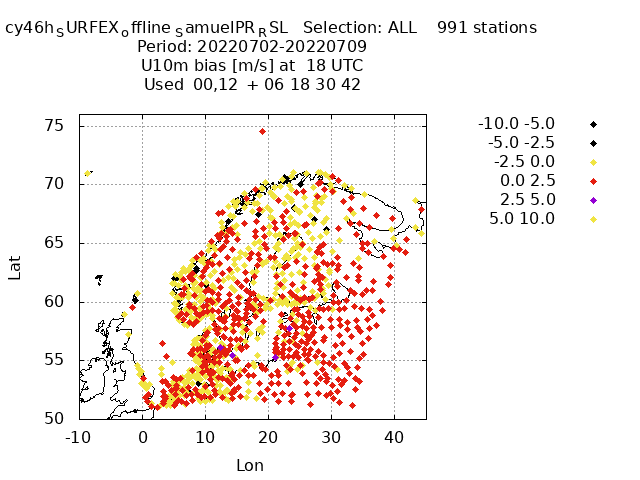 cy46h_SURFEX_offline_SamuelPR_RSL   Selection: ALL    991 stations
Period: 20220702-20220709
U10m bias [m/s] at  18 UTC
Used  00,12  + 06 18 30 42
-10.0 -5.0
-5.0 -2.5
-2.5 0.0
0.0 2.5
2.5 5.0
5.0 10.0
75
70
65
60
55
50
Lat
-10 0 10 20 30 40
Lon